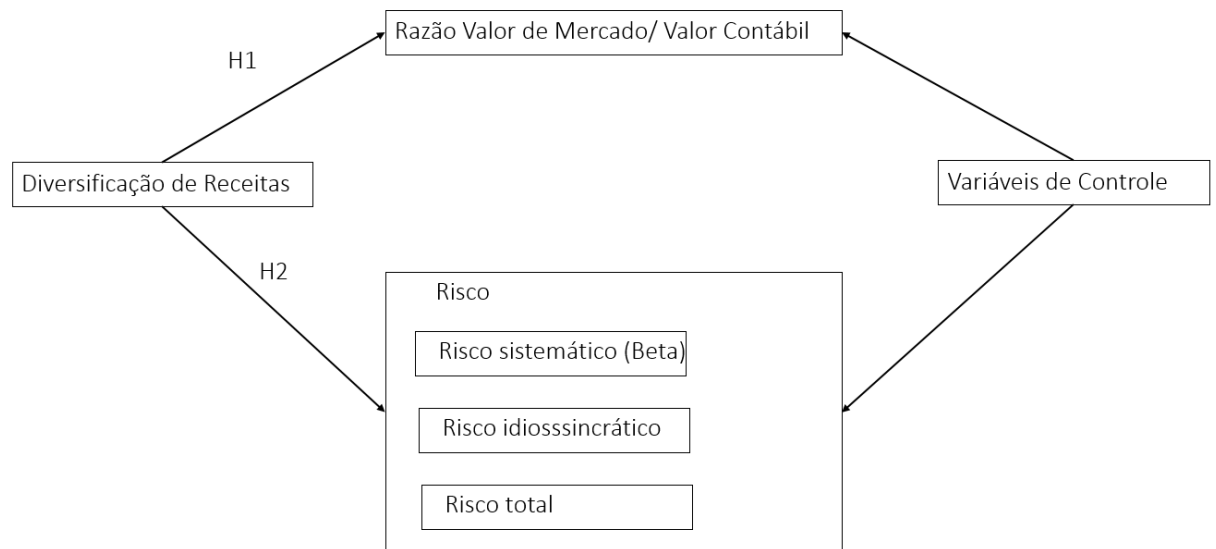 Razão Valor de Mercado/ Valor Contábil
H1
Diversificação de Receitas
Variáveis de Controle
H2
Risco
Risco sistemático (Beta)
Risco idiosssincrático
Risco total